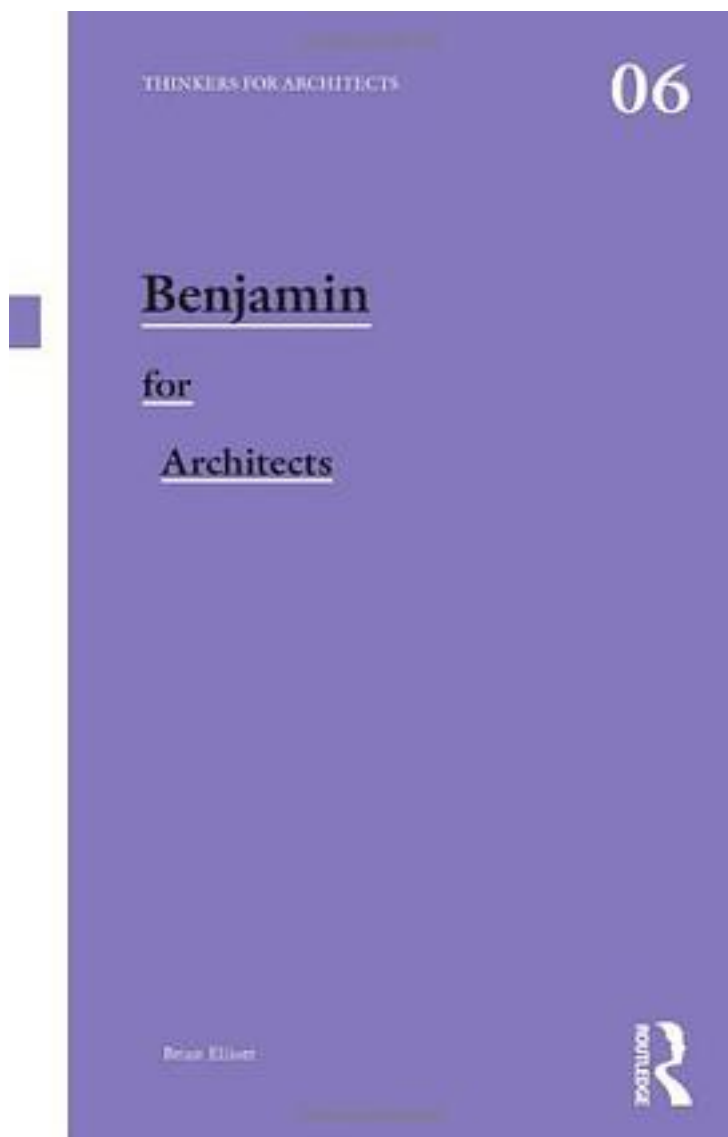 THINKERS FOR ARCHITECTS
06
Benjamin
for
Architects
Brian Elliott
ROUTLEDGE